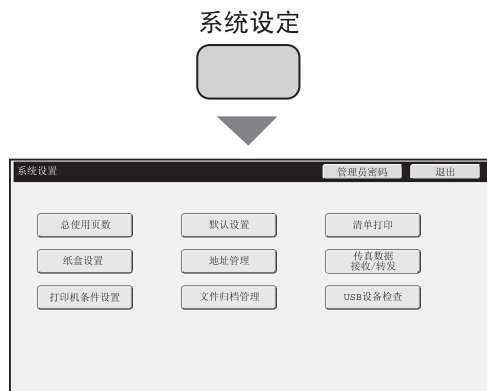 系统设定
系统设置 管理员密码 退出
总使用页数 默认设置 清单打印
纸盒设置 地址管理 传真数据
接收/转发
打印机条件设置 文件归档管理 USB设备检查